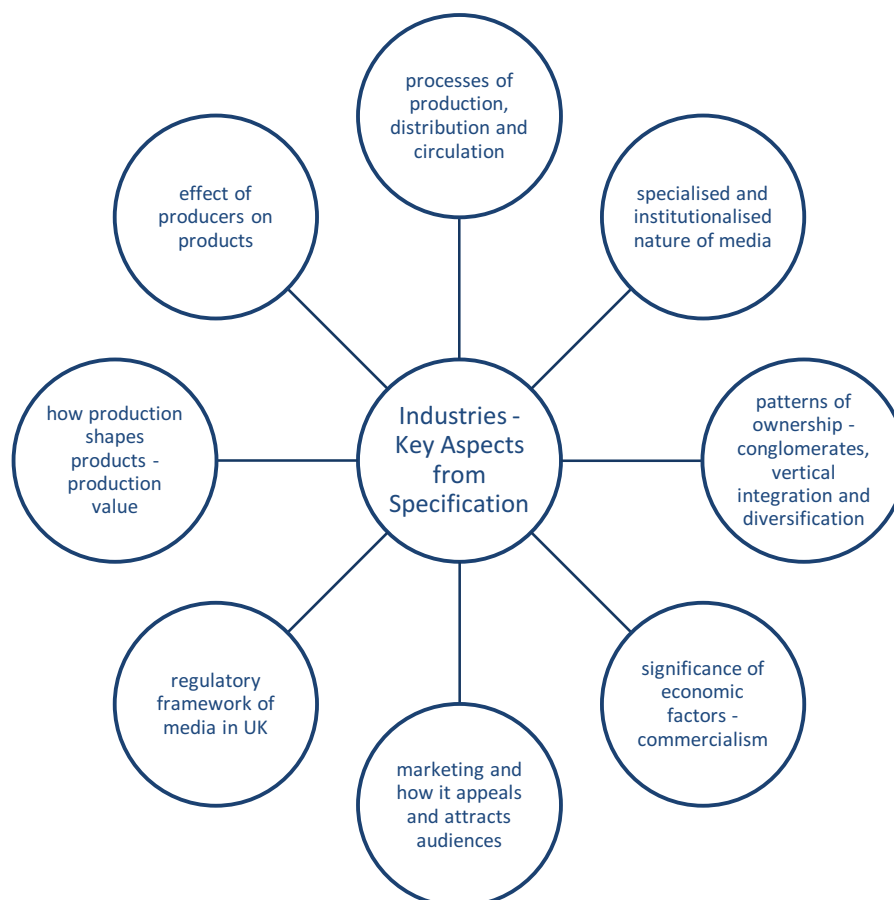 processes of
production,
distribution and
circulation
specialised and
institutionalised
nature of media
patterns of
ownership -
conglomerates,
vertical
integration and
diversification
significance of
economic
factors -
commercialism
marketing and
how it appeals
and attracts
audiences
regulatory
framework of
media in UK
how production
shapes
products -
production
value
effect of
producers on
products
Industries -
Key Aspects
from
Specification